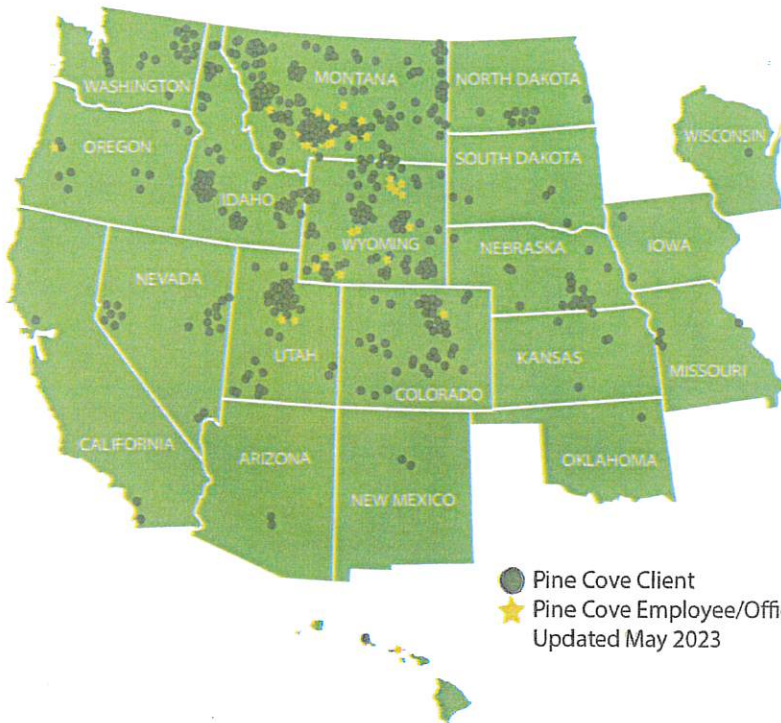 WASHINGTON
MONTANA
NORTH DAKOTA
OREGON
IDAHO
SOUTH DAKOTA
WISCONSIN
WYOMING
NEBRASKA
IOWA
NEVADA
UTAH
COLORADO
KANSAS
MISSOURI
CALIFORNIA
ARIZONA
NEW MEXICO
OKLAHOMA
Pine Cove Client
Pine Cove Employee/Offi
Updated May 2023